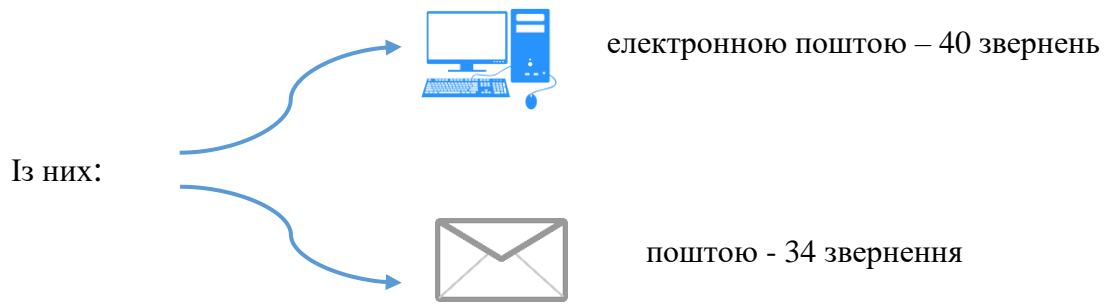 електронною поштою – 40 звернень
Із них:
поштою - 34 звернення